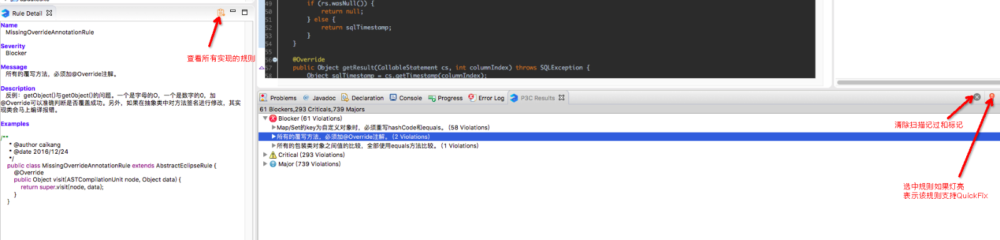 Rule Detail
Name
MissingOverrideAnnotationRule
Severity
Blocker
Message
所有的覆写方法，必须加@Override注解。
Description
反例：getObject()与get0bject()的问题。一个是字母的O，一个是数字的0，加
@Override可以准确判断是否覆盖成功。另外，如果在抽象类中对方法签名进行修改，其实
现类会马上编译报错。
Examples
/**
* @author caikang
* @date 2016/12/24
*/
public class MissingOverrideAnnotationRule extends AbstractEclipseRule {
@Override
public Object visit(ASTCompilationUnit node, Object data) {
return super.visit(node, data);
}
}
查看所有实现的规则
49 if (rs.wasNull()) {
50 return null;
51 } else {
52 return sqlTimestamp;
53 }
54 }
55
56 @Override
57 public Object getResult(CallableStatement cs, int columnIndex) throws SQLException {
58 Object sqlTimestamp = cs.getTimestamp(columnIndex);
Problems @ Javadoc Declaration Console Progress Error Log P3C Results
61 Blockers,293 Criticals,739 Majors
Blocker (61 Violations)
Map/Set的key为自定义对象时，必须重写hashCode和equals。 (58 Violations)
所有的覆写方法，必须加@Override注解。 (2 Violations)
所有的包装类对象之间值的比较，全部使用equals方法比较。 (1 Violations)
Critical (293 Violations)
Major (739 Violations)
清除扫描记过和标记
选中规则如果灯亮
表示该规则支持QuickFix